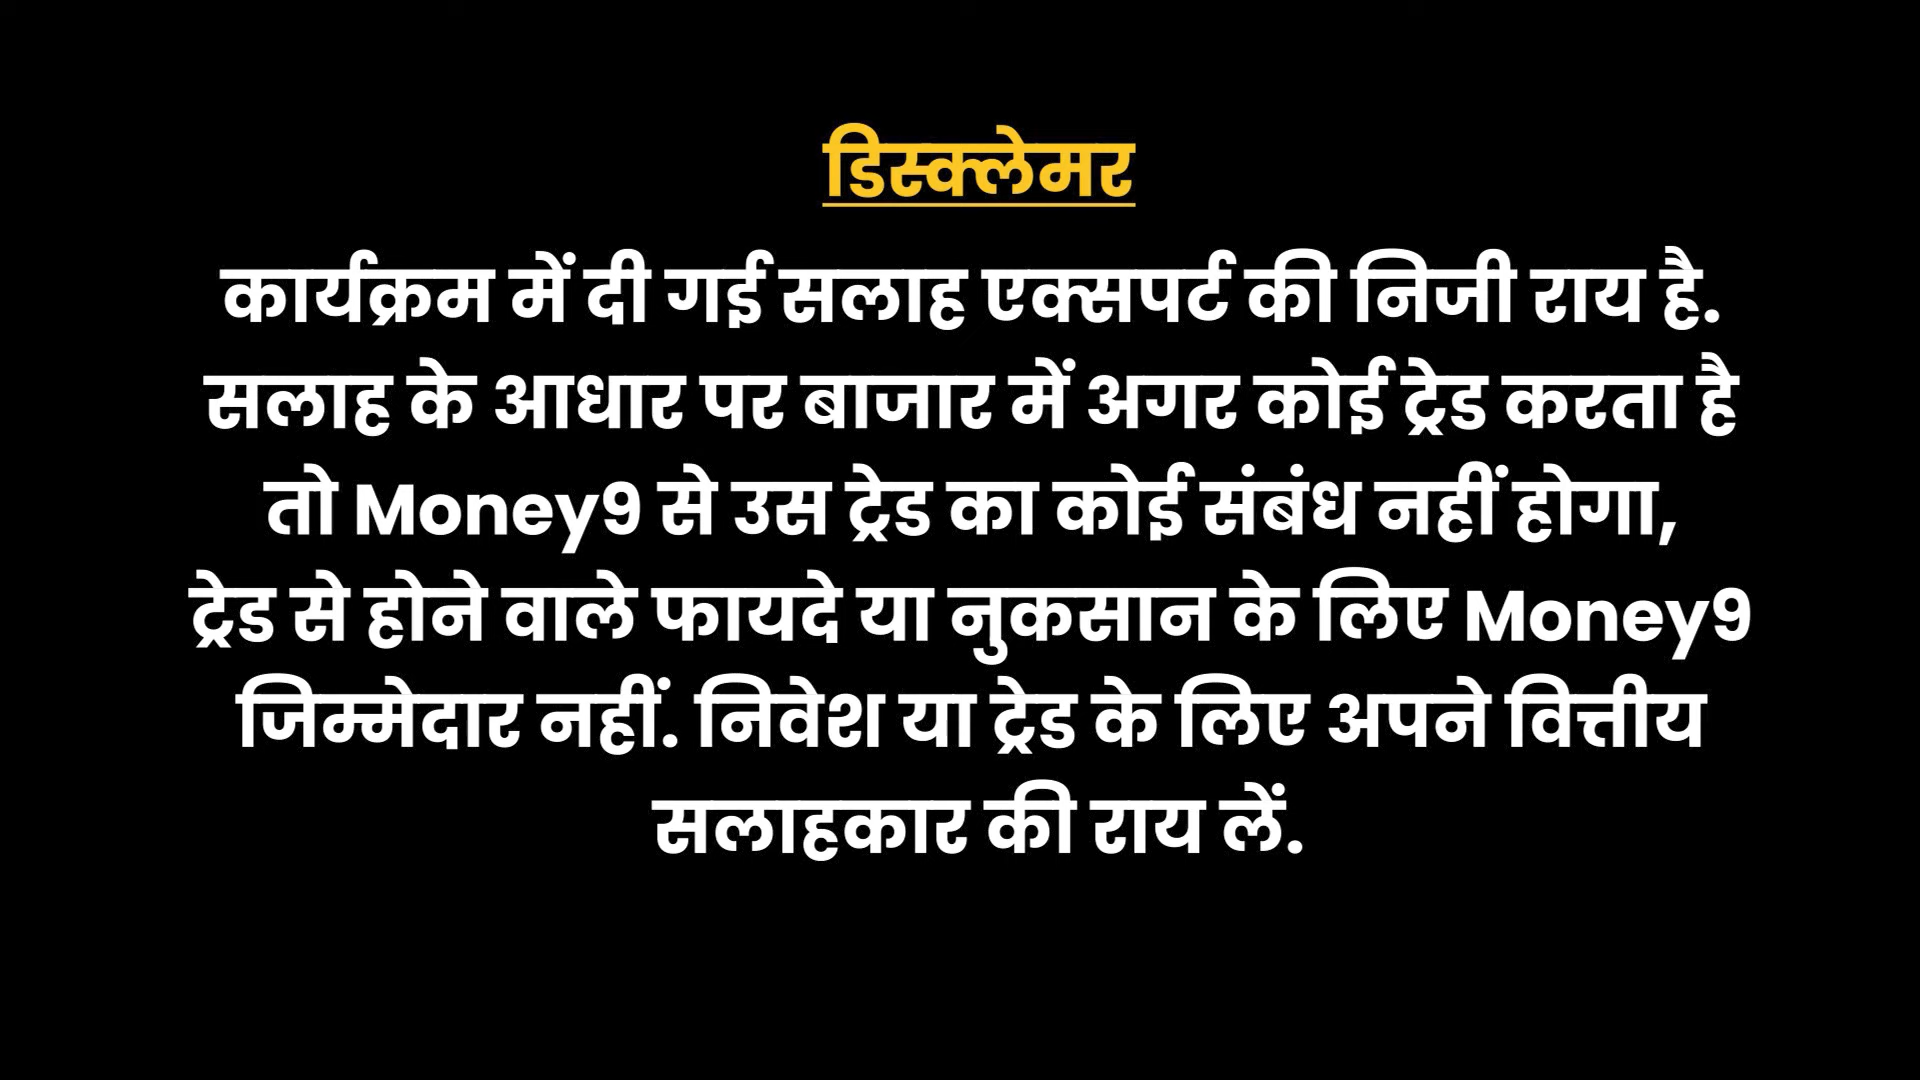 डिस्क्लेमर
कार्यक्रम में दी गई सलाह एक्सपर्ट की निजी राय है.
सलाह के आधार पर बाजार में अगर कोई ट्रेड करता है
तो Money9 से उस ट्रेड का कोई संबंध नहीं होगा,
ट्रेड से होने वाले फायदे या नुकसान के लिए Money9
जिम्मेदार नहीं. निवेश या ट्रेड के लिए अपने वित्तीय
सलाहकार की राय लें.